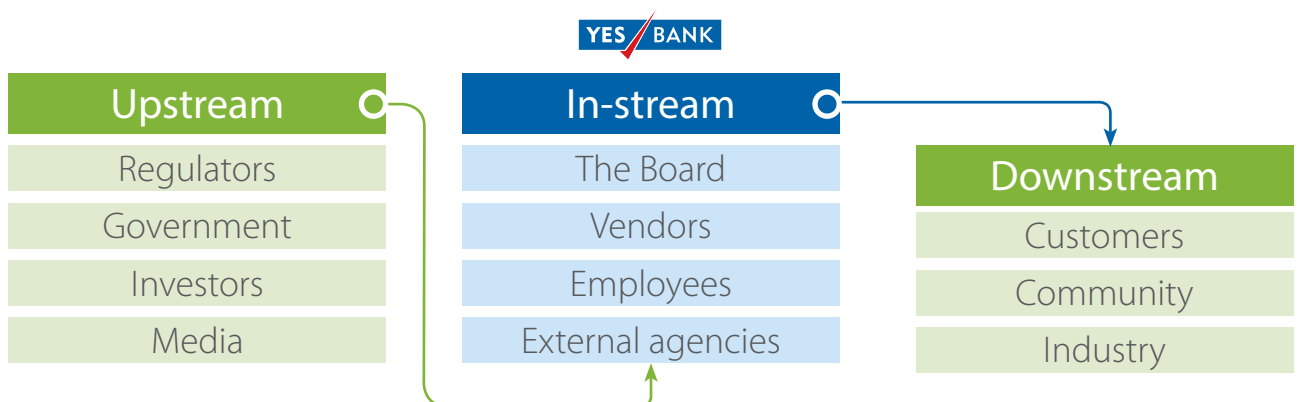 YES BANK
Upstream
Regulators
Government
Investors
Media
In-stream
The Board
Vendors
Employees
External agencies
Downstream
Customers
Community
Industry